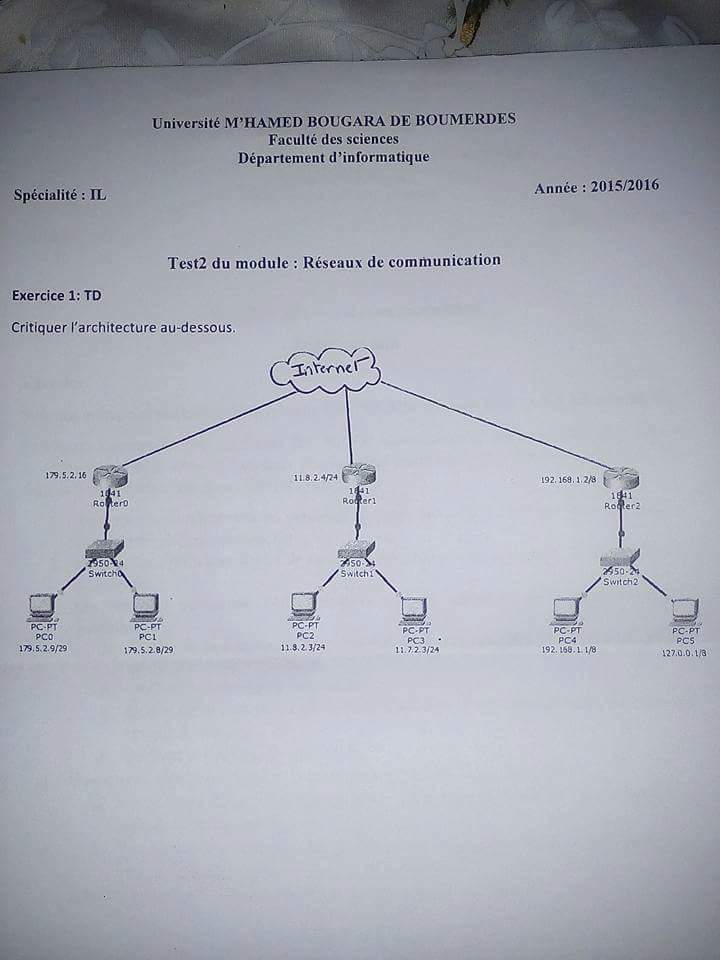 Université M'HAMED BOUGARA DE BOUMERDES
Faculté des sciences
Département d'informatique
Spécialité : IL
Année : 2015/2016
Test2 du module : Réseaux de communication
Exercice 1: TD
Critiquer l'architecture au-dessous.
Internet
179.5.2.16
11.8.2.4/24
192.168.1.2/8
1841
Router0
1841
Router1
1841
Router2
2950-24
Switch0
2950-24
Switch1
2950-24
Switch2
PC-PT
PC0
179.5.2.9/29
PC-PT
PC1
179.5.2.8/29
PC-PT
PC2
11.8.2.3/24
PC-PT
PC3
11.7.2.3/24
PC-PT
PC4
192.168.1.1/8
PC-PT
PC5
127.0.0.1/8